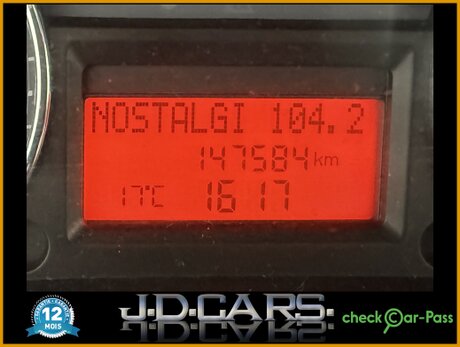 NOSTALGI 104.2
147584 km
17°C 16 17
12
MOIS
J.D.CARS.
check Car-Pass